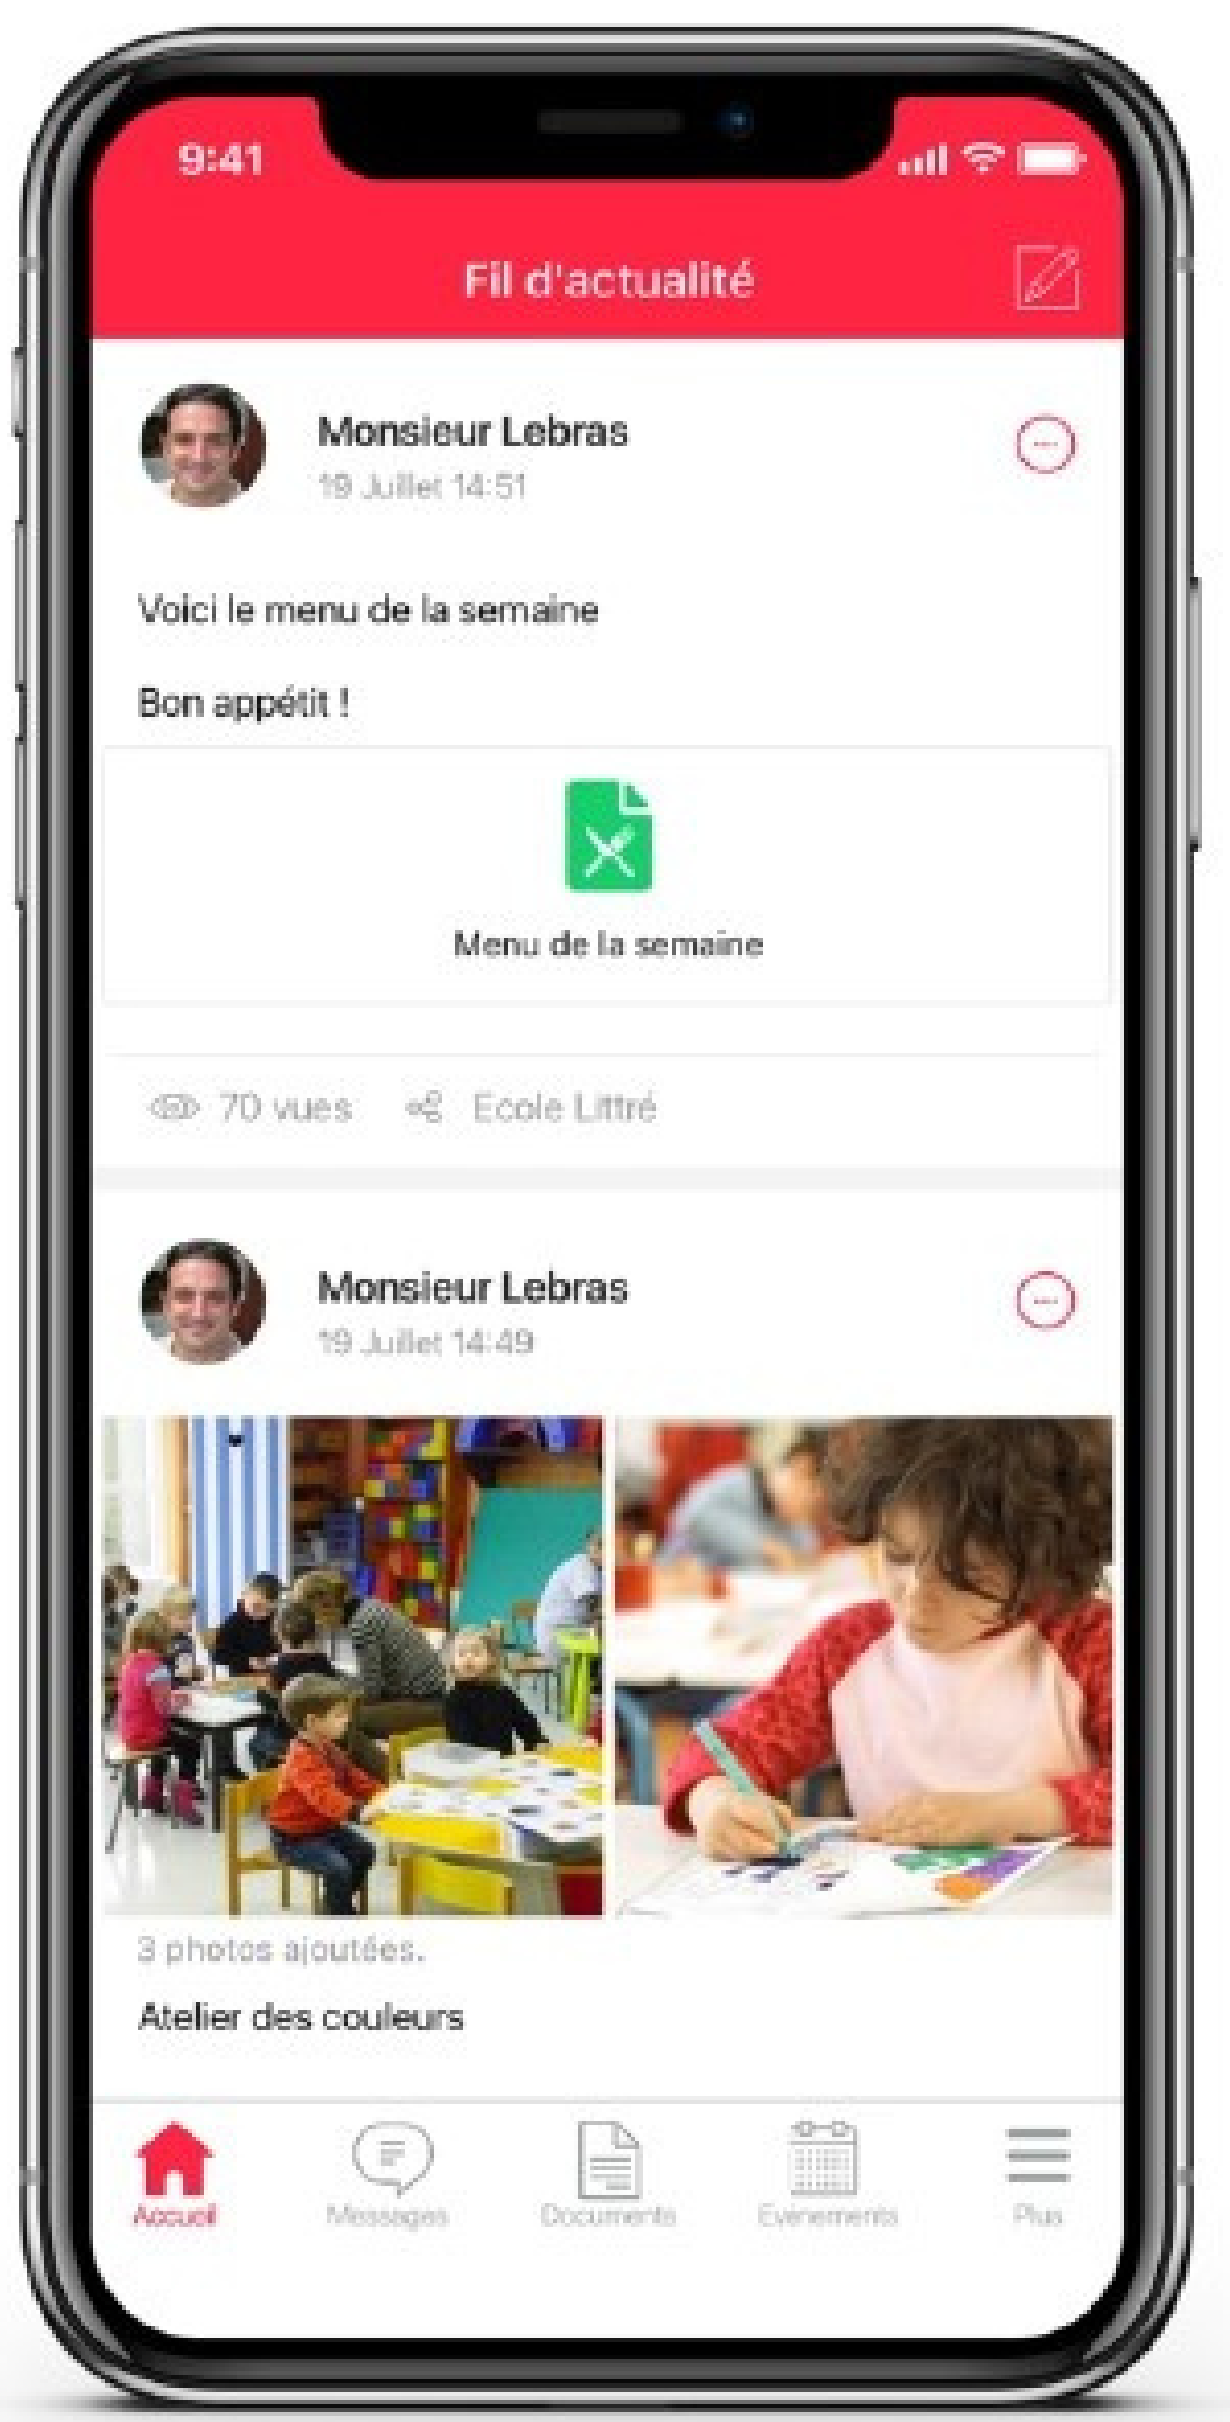 9:41
Fil d'actualité
Monsieur Lebras
19 Juillet 14:51
Voici le menu de la semaine
Bon appétit !
Menu de la semaine
70 vues Ecole Littré
Monsieur Lebras
19 Juillet 14:49
3 photos ajoutées.
Atelier des couleurs
Accueil Messages Documents Evénements Plus